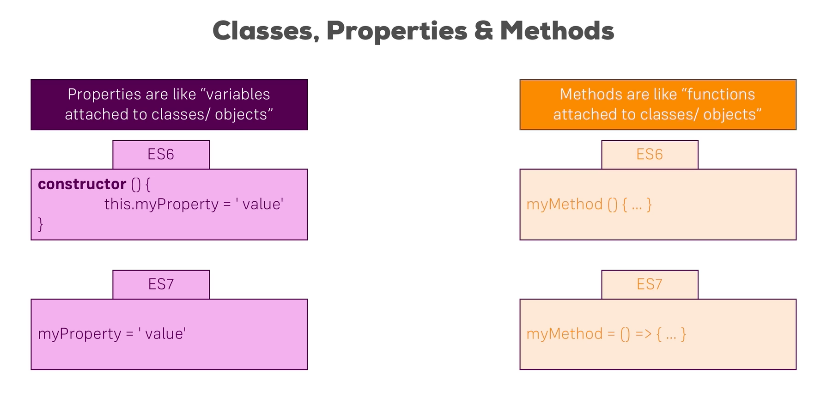 Classes, Properties & Methods
Properties are like “variables
attached to classes/ objects”
ES6
constructor () {
this.myProperty = ' value'
}
ES7
myProperty = ' value'
Methods are like “functions
attached to classes/ objects”
ES6
myMethod () { ... }
ES7
myMethod = () => { ... }